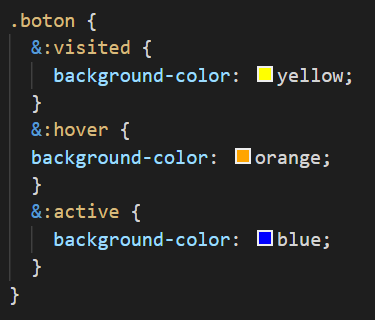 .boton {
  &:visited {
    background-color: yellow;
  }
  &:hover {
  background-color: orange;
  }
  &:active {
    background-color: blue;
  }
}